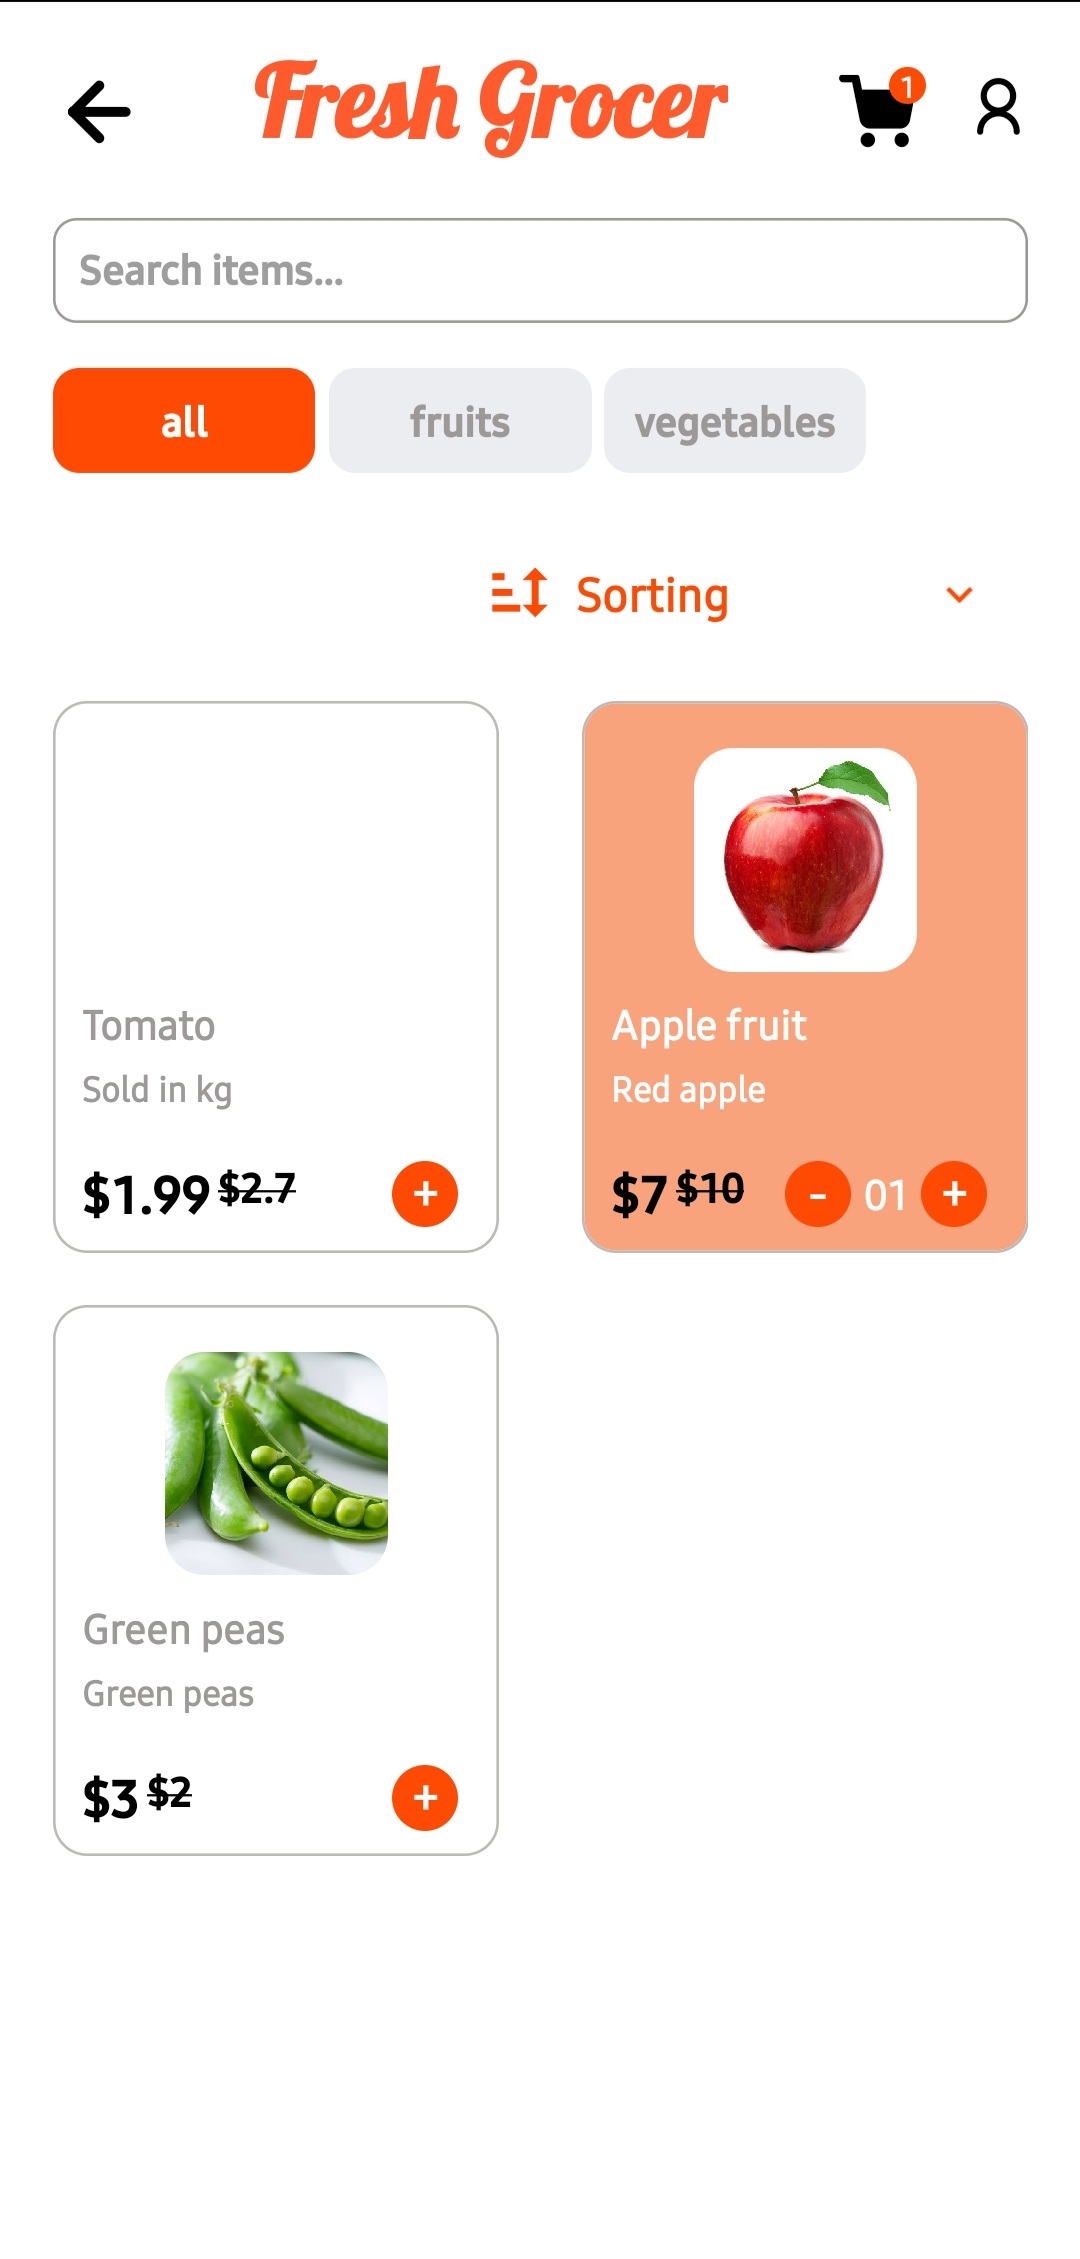 Fresh Grocer
1
Search items...
all
fruits
vegetables
Sorting
Tomato
Sold in kg
$1.99 $2.7
+
Apple fruit
Red apple
$7 $10
- 01 +
Green peas
Green peas
$3 $2
+